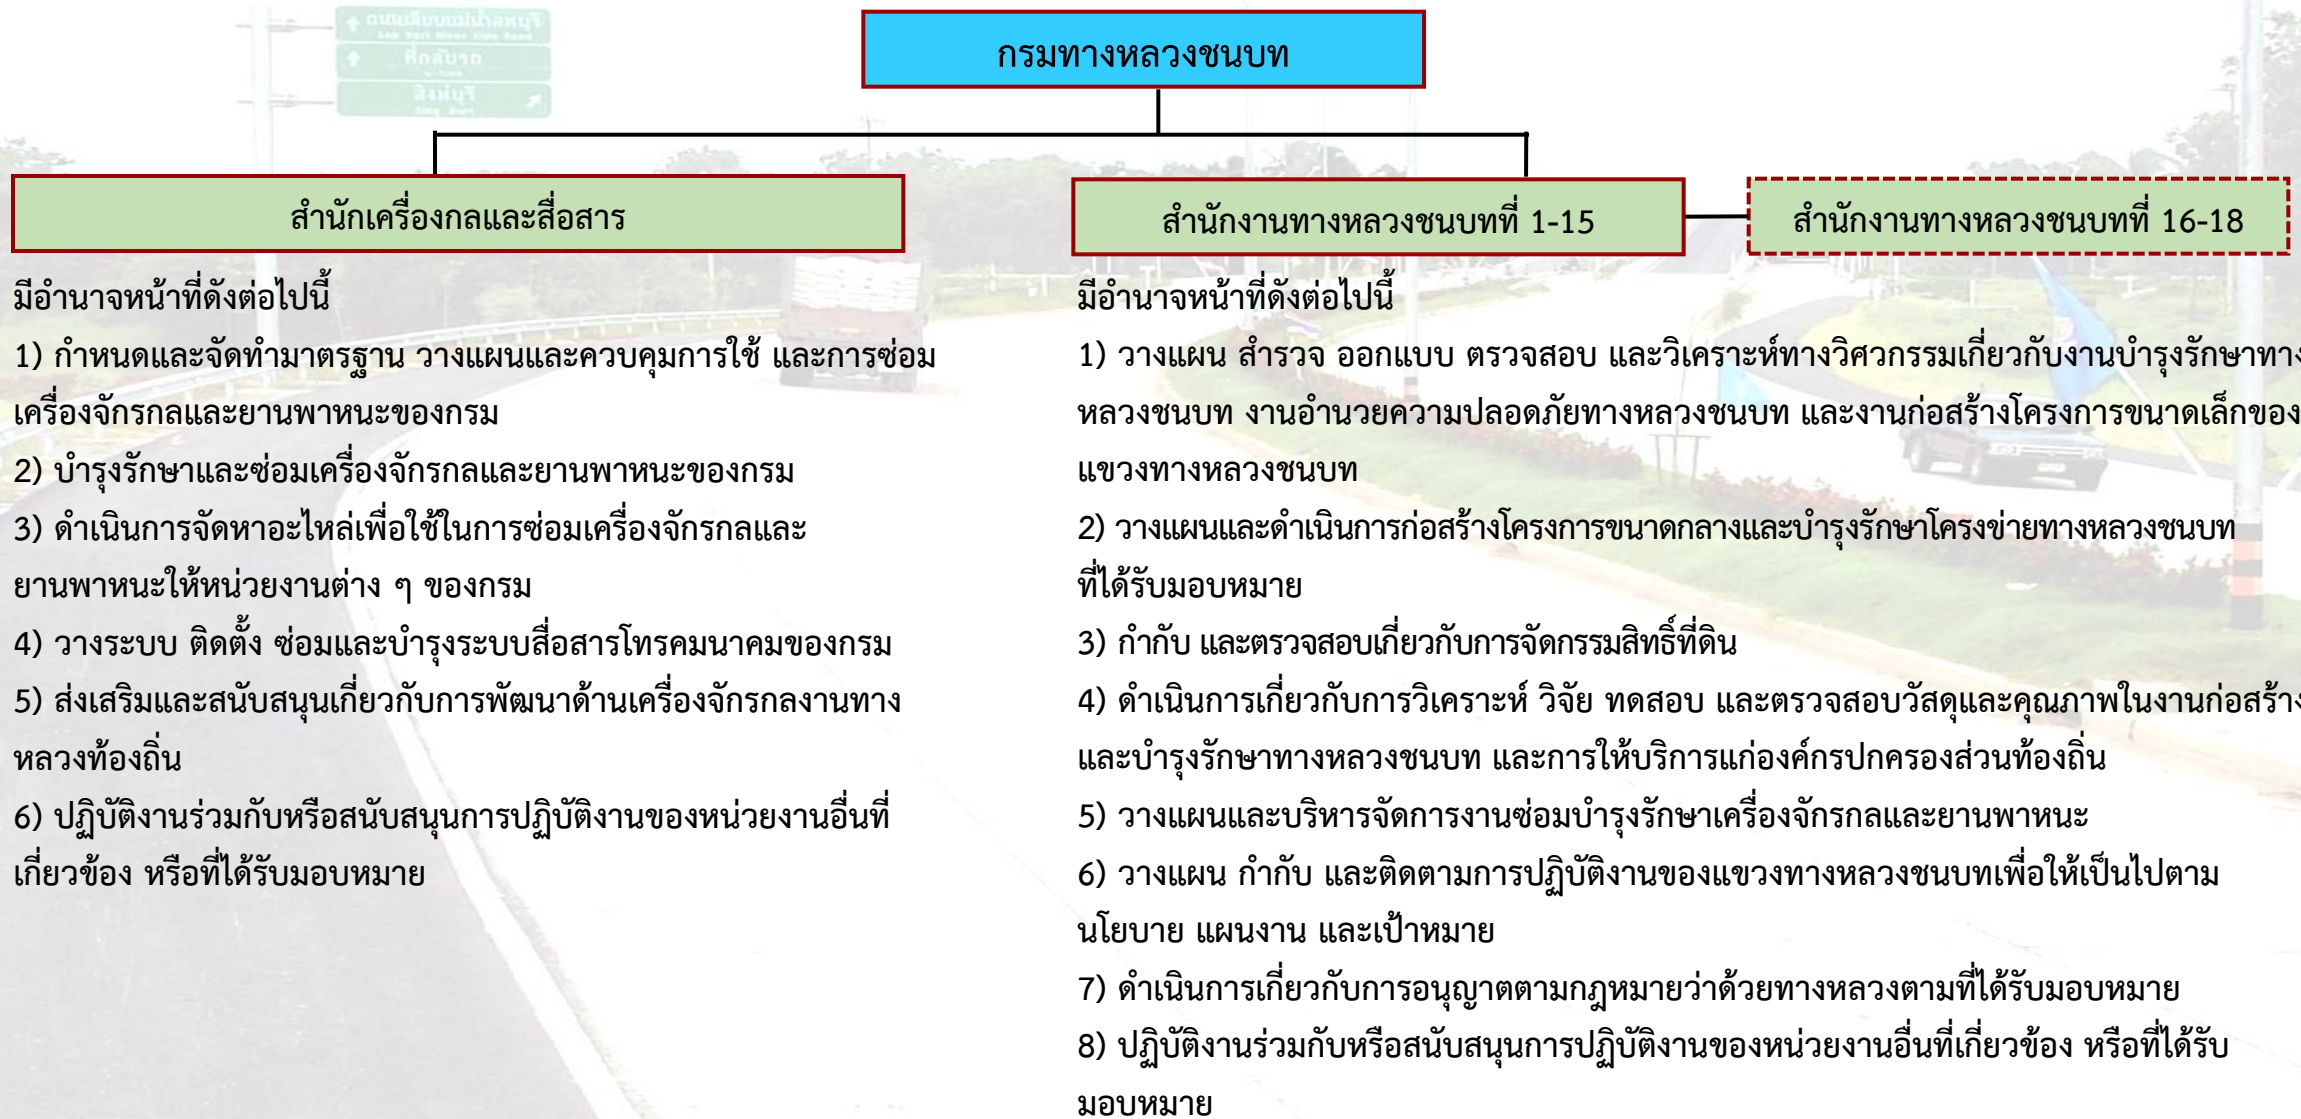 ถนนเลียบแม่น้ำลพบุรี
Lop Buri River Side Road
ที่กลับรถ
U-TURN
สิงห์บุรี
Sing Buri
กรมทางหลวงชนบท
สำนักเครื่องกลและสื่อสาร
มีอำนาจหน้าที่ดังต่อไปนี้
1) กำหนดและจัดทำมาตรฐาน วางแผนและควบคุมการใช้ และการซ่อม
เครื่องจักรกลและยานพาหนะของกรม
2) บำรุงรักษาและซ่อมเครื่องจักรกลและยานพาหนะของกรม
3) ดำเนินการจัดหาอะไหล่เพื่อใช้ในการซ่อมเครื่องจักรกลและ
ยานพาหนะให้หน่วยงานต่าง ๆ ของกรม
4) วางระบบ ติดตั้ง ซ่อมและบำรุงระบบสื่อสารโทรคมนาคมของกรม
5) ส่งเสริมและสนับสนุนเกี่ยวกับการพัฒนาด้านเครื่องจักรกลงานทาง
หลวงท้องถิ่น
6) ปฏิบัติงานร่วมกับหรือสนับสนุนการปฏิบัติงานของหน่วยงานอื่นที่
เกี่ยวข้อง หรือที่ได้รับมอบหมาย
สำนักงานทางหลวงชนบทที่ 1-15
สำนักงานทางหลวงชนบทที่ 16-18
มีอำนาจหน้าที่ดังต่อไปนี้
1) วางแผน สำรวจ ออกแบบ ตรวจสอบ และวิเคราะห์ทางวิศวกรรมเกี่ยวกับงานบำรุงรักษาทาง
หลวงชนบท งานอำนวยความปลอดภัยทางหลวงชนบท และงานก่อสร้างโครงการขนาดเล็กของ
แขวงทางหลวงชนบท
2) วางแผนและดำเนินการก่อสร้างโครงการขนาดกลางและบำรุงรักษาโครงข่ายทางหลวงชนบท
ที่ได้รับมอบหมาย
3) กำกับ และตรวจสอบเกี่ยวกับการจัดกรรมสิทธิ์ที่ดิน
4) ดำเนินการเกี่ยวกับการวิเคราะห์ วิจัย ทดสอบ และตรวจสอบวัสดุและคุณภาพในงานก่อสร้าง
และบำรุงรักษาทางหลวงชนบท และการให้บริการแก่องค์กรปกครองส่วนท้องถิ่น
5) วางแผนและบริหารจัดการงานซ่อมบำรุงรักษาเครื่องจักรกลและยานพาหนะ
6) วางแผน กำกับ และติดตามการปฏิบัติงานของแขวงทางหลวงชนบทเพื่อให้เป็นไปตาม
นโยบาย แผนงาน และเป้าหมาย
7) ดำเนินการเกี่ยวกับการอนุญาตตามกฎหมายว่าด้วยทางหลวงตามที่ได้รับมอบหมาย
8) ปฏิบัติงานร่วมกับหรือสนับสนุนการปฏิบัติงานของหน่วยงานอื่นที่เกี่ยวข้อง หรือที่ได้รับ
มอบหมาย